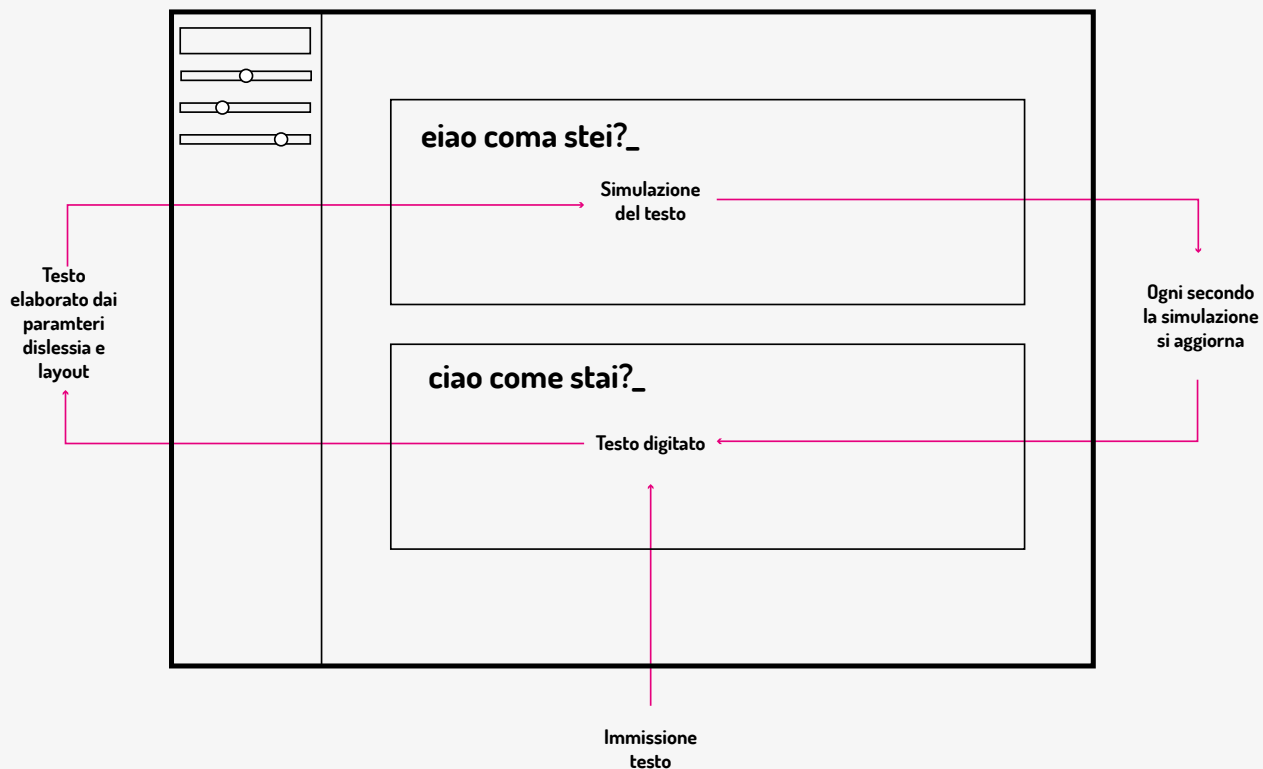 eiao coma stei?_
Simulazione
del testo
Testo
elaborato dai
paramteri
dislessia e
layout
Ogni secondo
la simulazione
si aggiorna
ciao come stai?_
Testo digitato
Immissione
testo